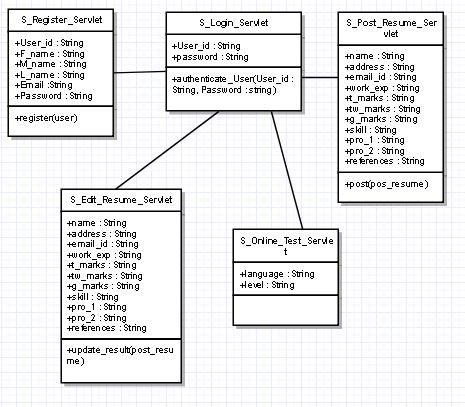 S_Register_Servlet
+User_id : String
+F_name : String
+M_name : String
+L_name : String
+Email :String
+Password : String
+register(user)
S_Login_Servlet
+User_id : String
+password : String
+authenticate_User(User_id :
String, Password : string)
S_Post_Resume_Se
rvlet
+name : String
+address : String
+email_id : String
+work_exp : String
+t_marks : String
+tw_marks : String
+g_marks : String
+skill : String
+pro_1 : String
+pro_2 : String
+references : String
+post(pos_resume)
S_Edit_Resume_Servlet
+name : String
+address : String
+email_id : String
+work_exp : String
+t_marks : String
+tw_marks : String
+g_marks : String
+skill : String
+pro_1 : String
+pro_2 : String
+references : String
+update_result(post_resu
me)
S_Online_Test_Servle
t
+language : String
+level : String